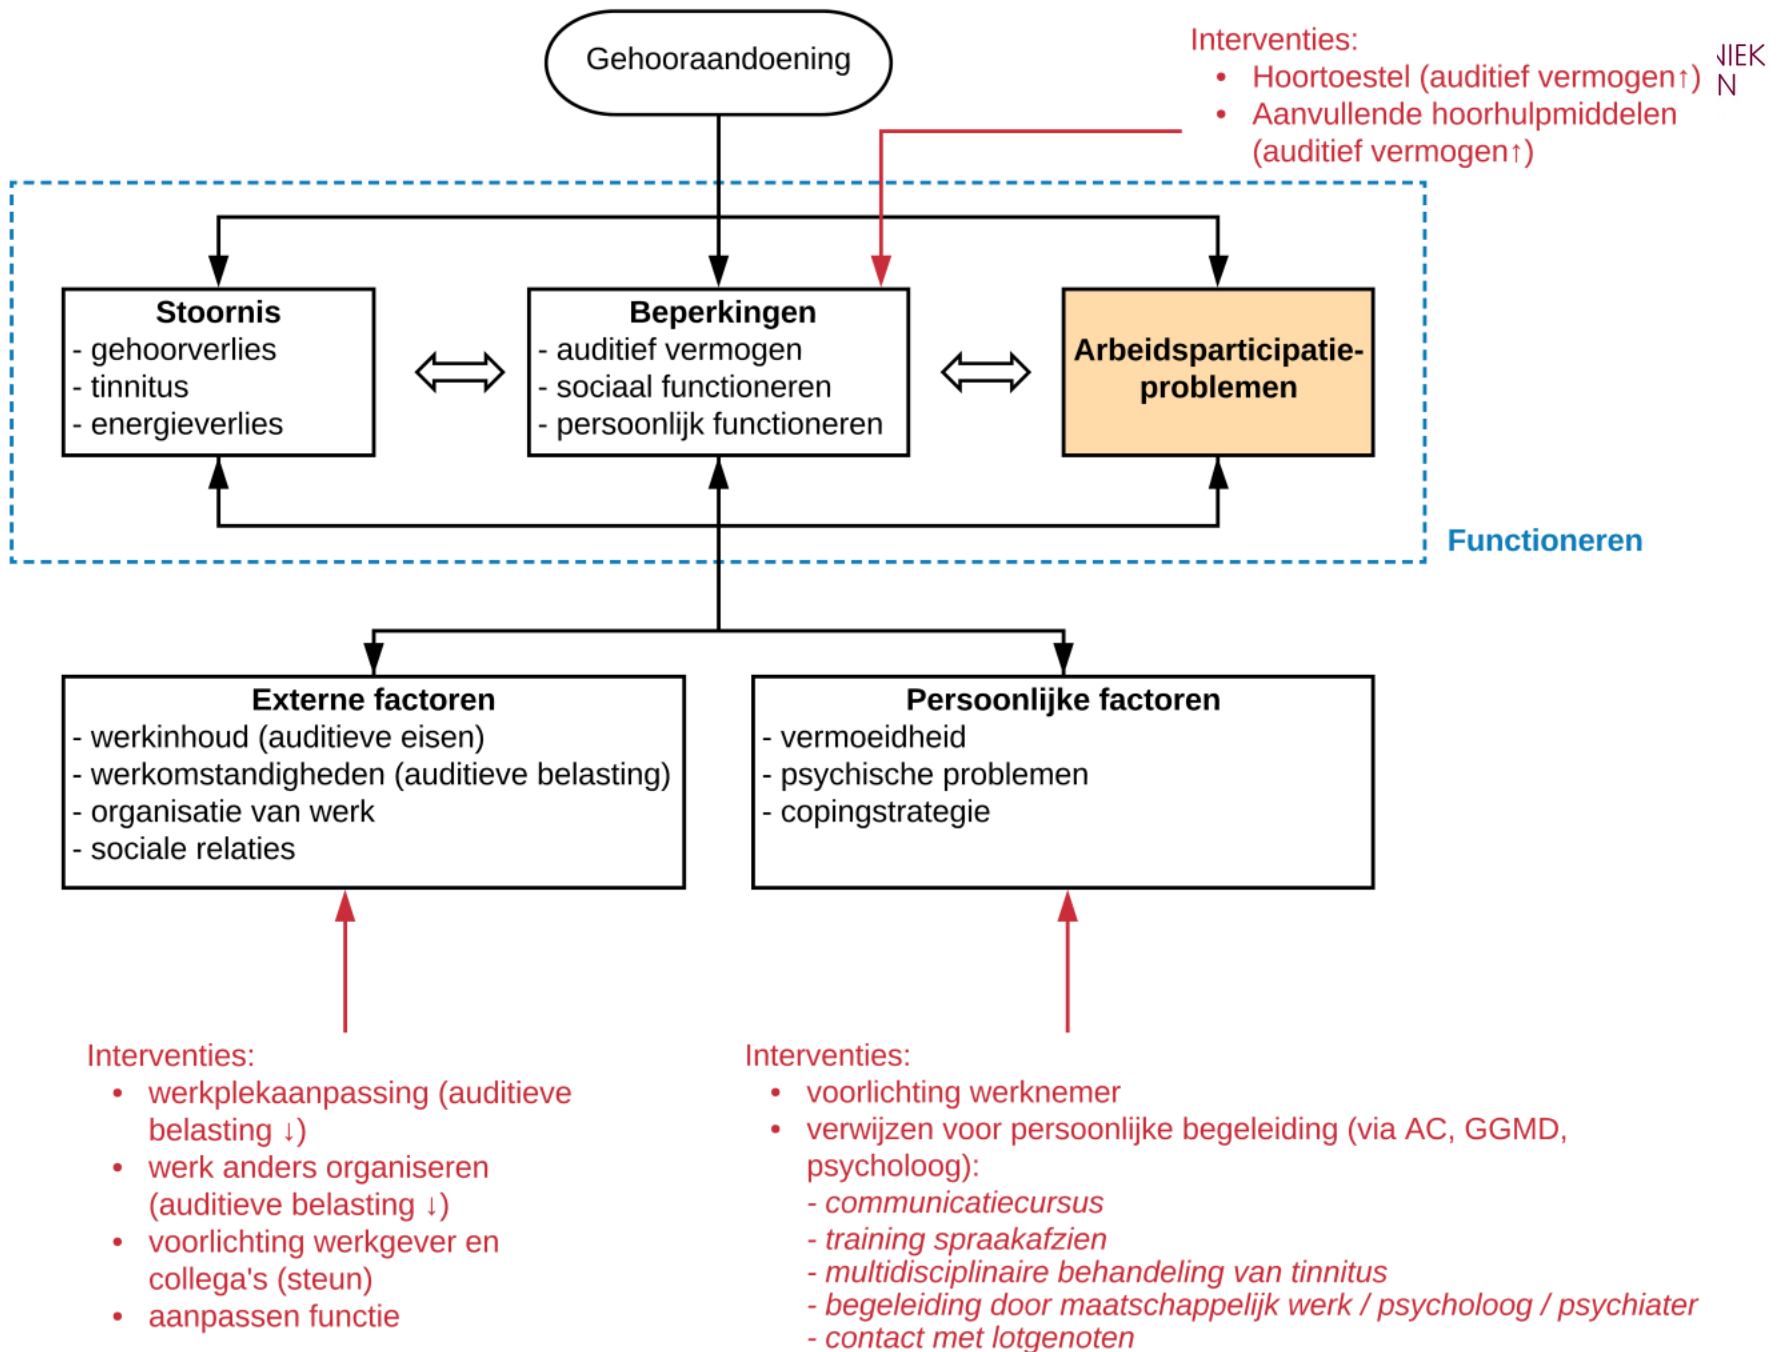 Gehooraandoening
Interventies:
• Hoortoestel (auditief vermogen↑)
• Aanvullende hoorhulpmiddelen
(auditief vermogen↑)
Stoornis
- gehoorverlies
- tinnitus
- energieverlies
Beperkingen
- auditief vermogen
- sociaal functioneren
- persoonlijk functioneren
Arbeidsparticipatie-
problemen
Functioneren
Externe factoren
- werkinhoud (auditieve eisen)
- werkomstandigheden (auditieve belasting)
- organisatie van werk
- sociale relaties
Persoonlijke factoren
- vermoeidheid
- psychische problemen
- copingstrategie
Interventies:
• werkplekaanpassing (auditieve
belasting ↓)
• werk anders organiseren
(auditieve belasting ↓)
• voorlichting werkgever en
collega's (steun)
• aanpassen functie
Interventies:
• voorlichting werknemer
• verwijzen voor persoonlijke begeleiding (via AC, GGMD,
psycholoog):
- communicatiecursus
- training spraakafzien
- multidisciplinaire behandeling van tinnitus
- begeleiding door maatschappelijk werk / psycholoog / psychiater
- contact met lotgenoten